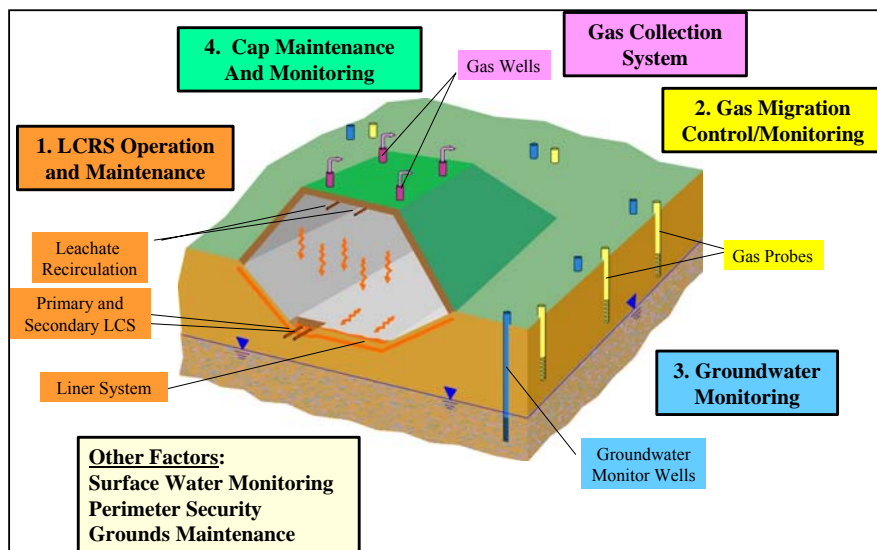 4. Cap Maintenance
And Monitoring
Gas Collection
System
Gas Wells
2. Gas Migration
Control/Monitoring
1. LCRS Operation
and Maintenance
Leachate
Recirculation
Gas Probes
Primary and
Secondary LCS
Liner System
3. Groundwater
Monitoring
Groundwater
Monitor Wells
Other Factors:
Surface Water Monitoring
Perimeter Security
Grounds Maintenance